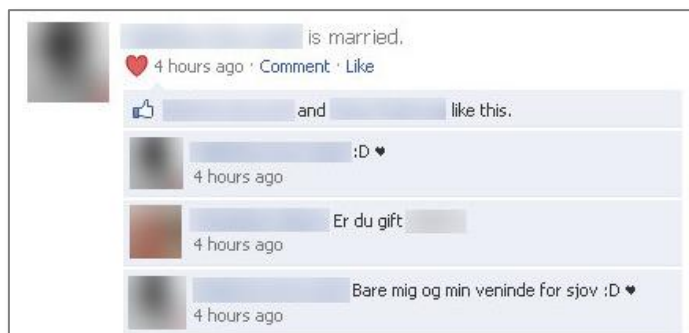 is married.
4 hours ago · Comment · Like
and like this.
:D ♥
4 hours ago
Er du gift
4 hours ago
Bare mig og min veninde for sjov :D ♥
4 hours ago